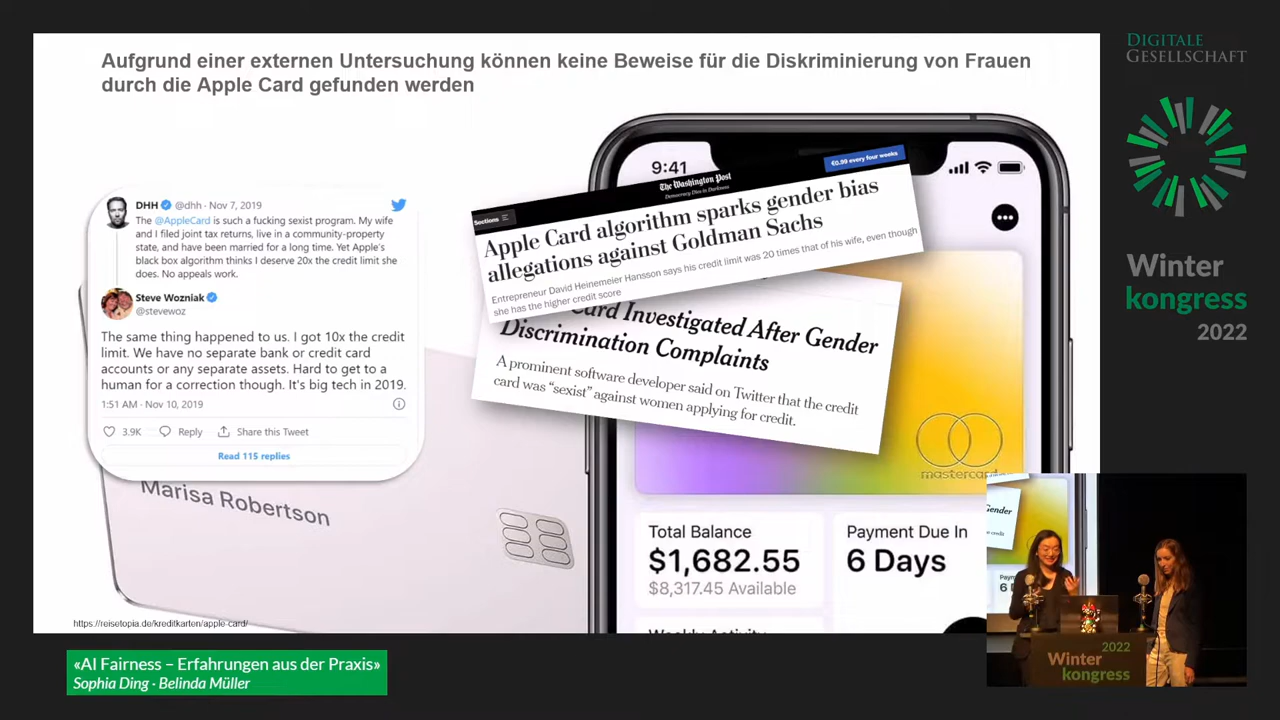 Aufgrund einer externen Untersuchung können keine Beweise für die Diskriminierung von Frauen
durch die Apple Card gefunden werden
DHH @dhh · Nov 7, 2019
The @AppleCard is such a fucking sexist program. My wife
and I filed joint tax returns, live in a community-property
state, and have been married for a long time. Yet Apple's
black box algorithm thinks I deserve 20x the credit limit she
does. No appeals work.
Steve Wozniak
@stevewoz
The same thing happened to us. I got 10x the credit
limit. We have no separate bank or credit card
accounts or any separate assets. Hard to get to a
human for a correction though. It's big tech in 2019.
1:51 AM · Nov 10, 2019
3.9K Reply Share this Tweet
Read 115 replies
Marisa Robertson
https://reisetopia.de/kreditkarten/apple-card/
9:41
€0.99 every four weeks
The Washington Post
Democracy Dies in Darkness
Sections
Apple Card algorithm sparks gender bias
allegations against Goldman Sachs
Entrepreneur David Heinemeier Hansson says his credit limit was 20 times that of his wife, even though
she has the higher credit score
Card Investigated After Gender
Discrimination Complaints
A prominent software developer said on Twitter that the credit
card was “sexist” against women applying for credit.
mastercard
Total Balance
$1,682.55
$8,317.45 Available
Payment Due In
6 Days
Weekly Activity
DIGITALE
GESELLSCHAFT
Winter
kongress
2022
2022
Winter
kongress
«AI Fairness – Erfahrungen aus der Praxis»
Sophia Ding · Belinda Müller